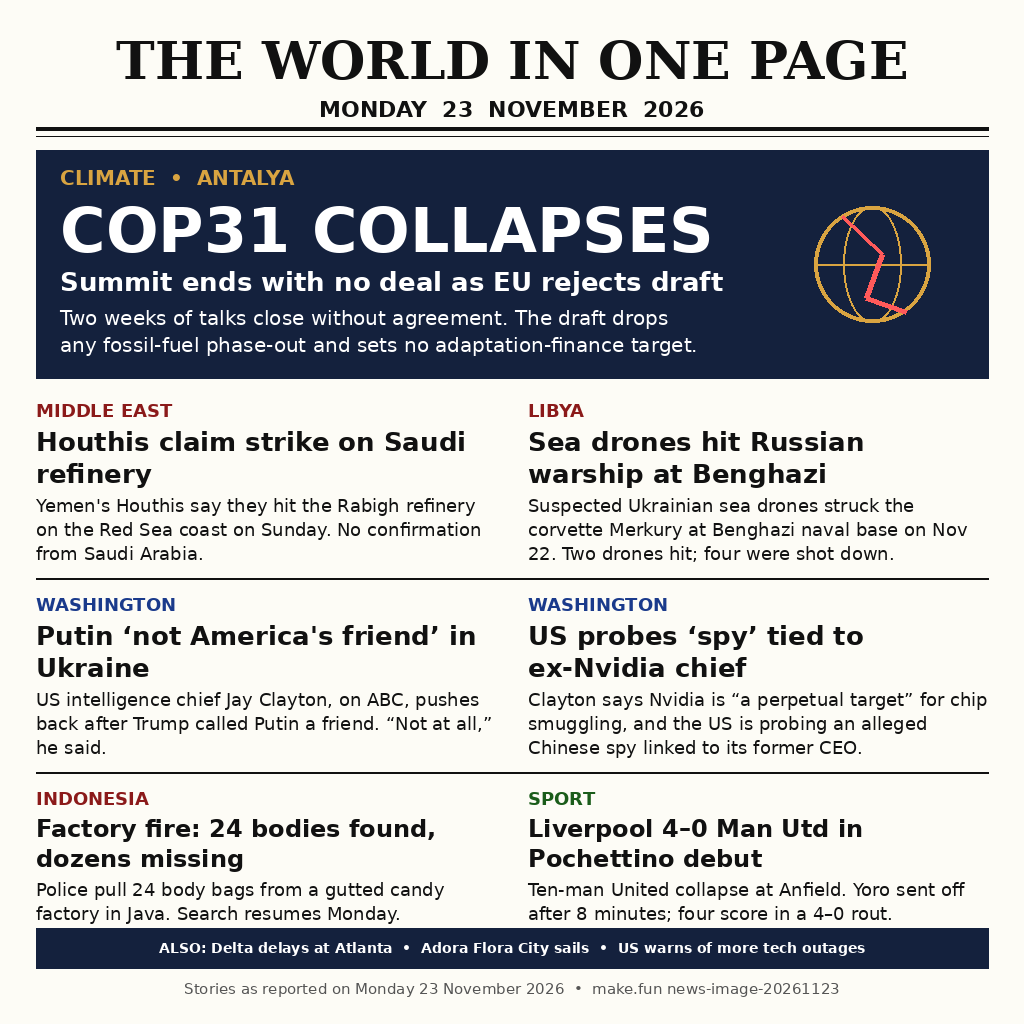 THE WORLD IN ONE PAGE
MONDAY 23 NOVEMBER 2026
CLIMATE • ANTALYA
COP31 COLLAPSES
Summit ends with no deal as EU rejects draft
Two weeks of talks close without agreement. The draft drops
any fossil-fuel phase-out and sets no adaptation-finance target.
MIDDLE EAST
Houthis claim strike on Saudi
refinery
Yemen's Houthis say they hit the Rabigh refinery
on the Red Sea coast on Sunday. No confirmation
from Saudi Arabia.
LIBYA
Sea drones hit Russian
warship at Benghazi
Suspected Ukrainian sea drones struck the
corvette Merkury at Benghazi naval base on Nov
22. Two drones hit; four were shot down.
WASHINGTON
Putin ‘not America's friend’ in
Ukraine
US intelligence chief Jay Clayton, on ABC, pushes
back after Trump called Putin a friend. “Not at all,”
he said.
WASHINGTON
US probes ‘spy’ tied to
ex-Nvidia chief
Clayton says Nvidia is “a perpetual target” for chip
smuggling, and the US is probing an alleged
Chinese spy linked to its former CEO.
INDONESIA
Factory fire: 24 bodies found,
dozens missing
Police pull 24 body bags from a gutted candy
factory in Java. Search resumes Monday.
SPORT
Liverpool 4–0 Man Utd in
Pochettino debut
Ten-man United collapse at Anfield. Yoro sent off
after 8 minutes; four score in a 4–0 rout.
ALSO: Delta delays at Atlanta • Adora Flora City sails • US warns of more tech outages
Stories as reported on Monday 23 November 2026 • make.fun news-image-20261123